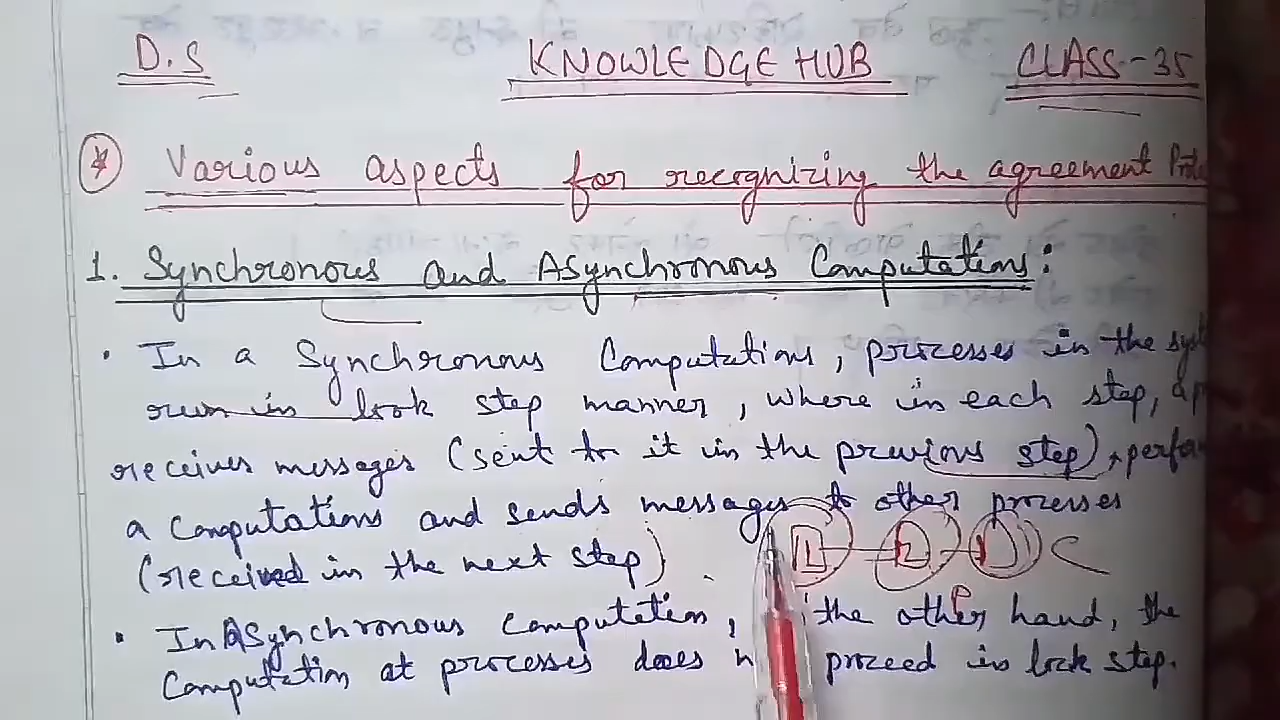 D.S KNOWLEDGE HUB CLASS-35
* Various aspects for recognizing the agreement
1. Synchronous and Asynchronous Computations:
• In a Synchronous Computations, processes in the
run in lock step manner, where in each step, a
receives messages (sent to it in the previous step),
a Computations and sends messages to other processes
(received in the next step)
1 2
P
• In ASynchronous Computation, the other hand, the
Computation at processes does proceed in lock step.